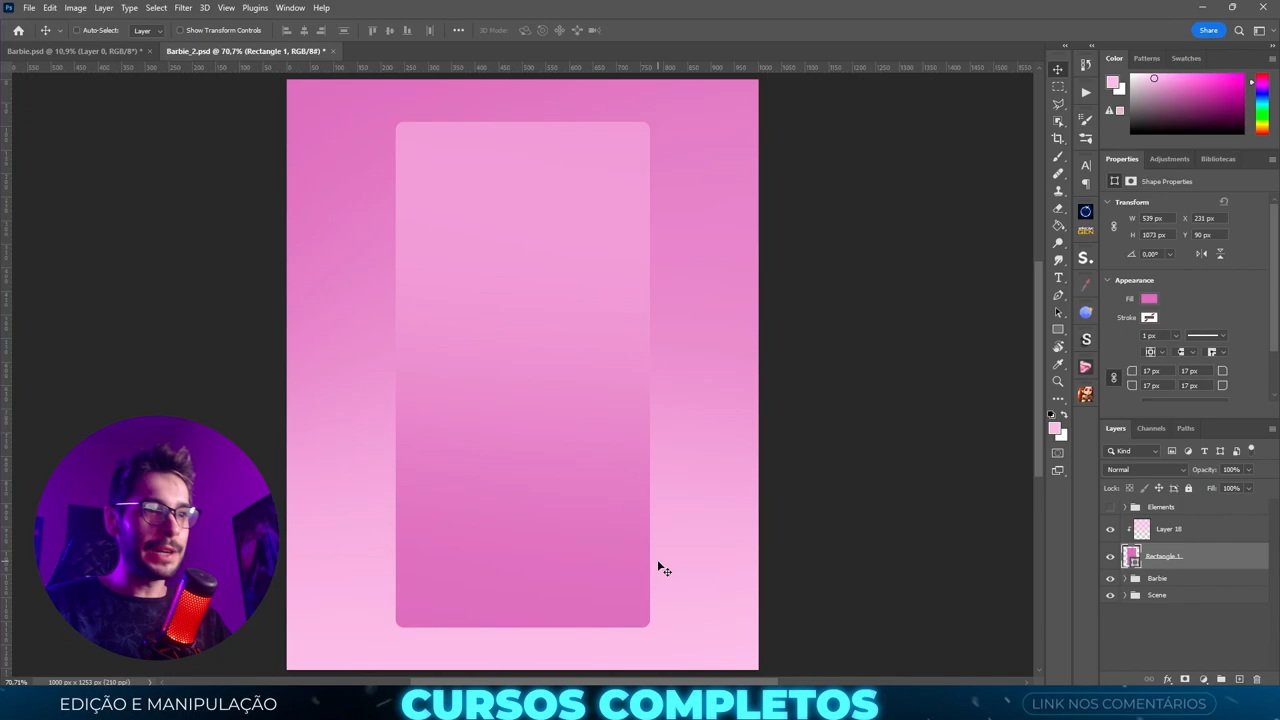 File Edit Image Layer Type Select Filter 3D View Plugins Window Help
Auto-Select: Layer Show Transform Controls 3D Mode: Share
Barbie.psd @ 10,9% (Layer 0, RGB/8*) * × Barbie_2.psd @ 70,7% (Rectangle 1, RGB/8#) * ×
Color Patterns Swatches
Properties Adjustments Bibliotecas
Shape Properties
Transform
W 539 px X 231 px
H 1073 px Y 90 px
0,00°
Appearance
Fill
Stroke
1 px
17 px 17 px
17 px 17 px
Layers Channels Paths
Kind
Normal Opacity: 100%
Lock: Fill: 100%
Elements
Layer 18
Rectangle 1
Barbie
Scene
70,71% 1000 px x 1253 px (210 ppi)
EDIÇÃO E MANIPULAÇÃO CURSOS COMPLETOS LINK NOS COMENTÁRIOS